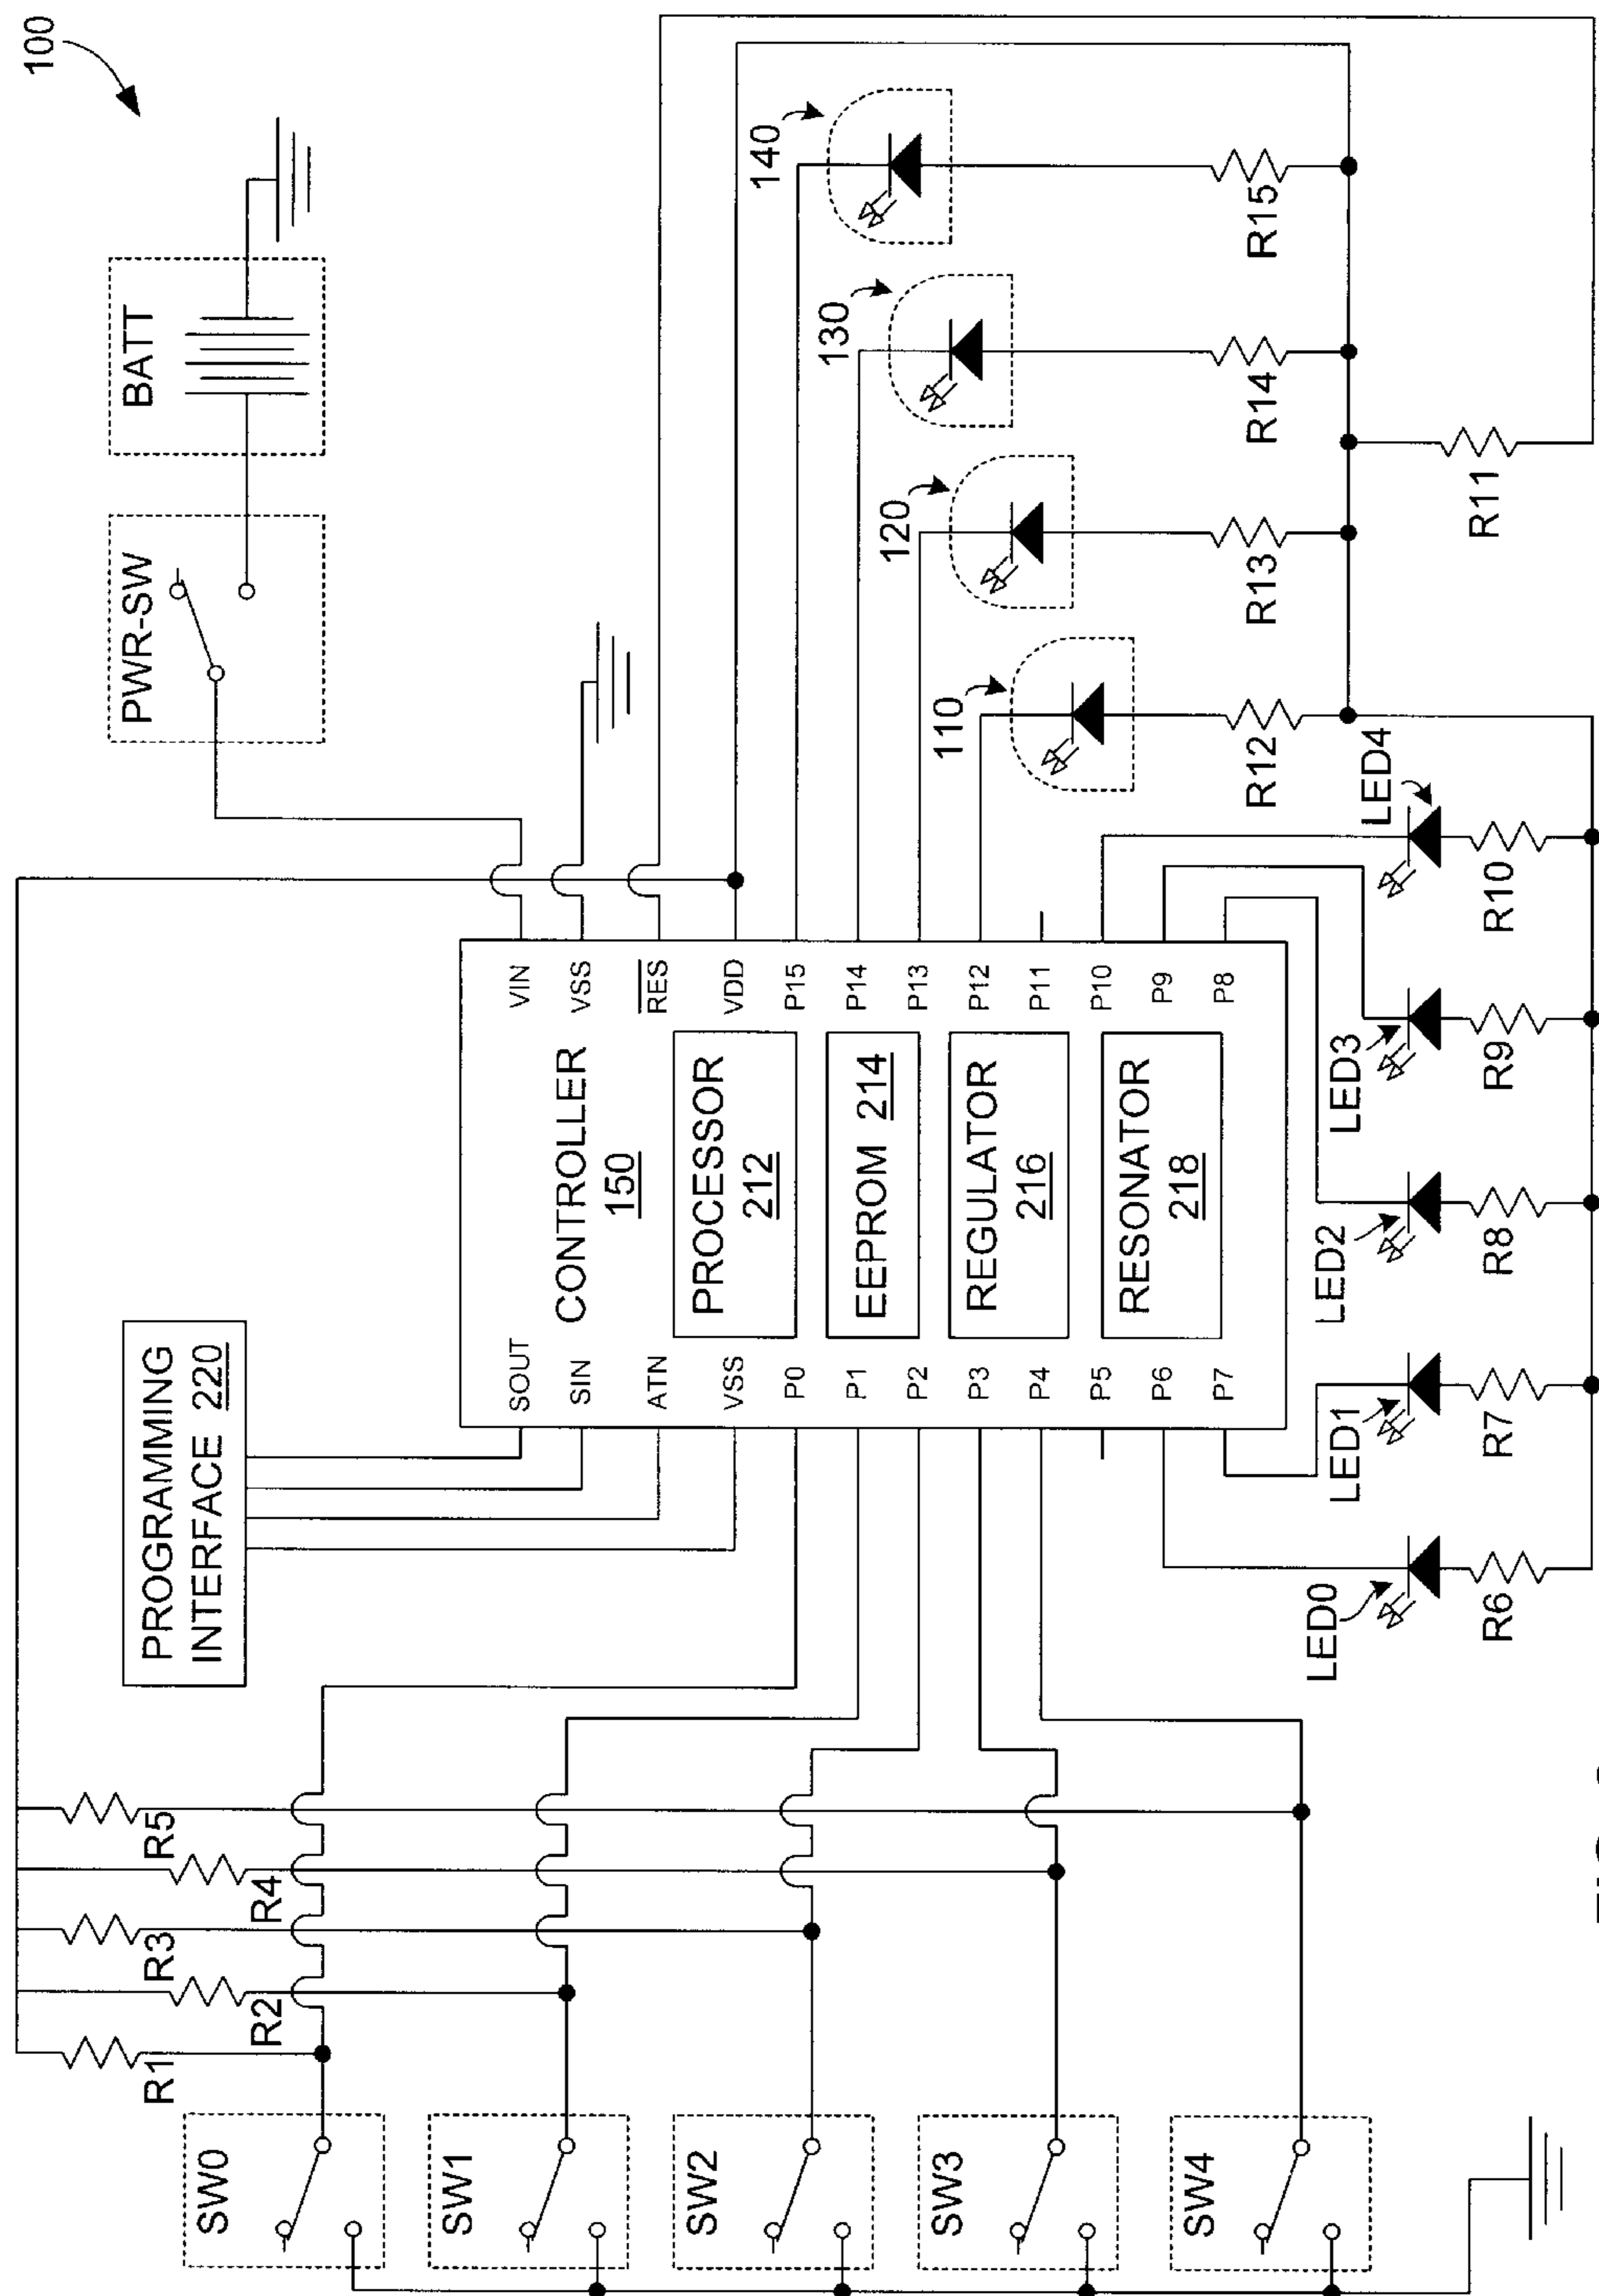 100
BATT
PWR-SW
PROGRAMMING
INTERFACE 220
R1
R2
R3
R4
R5
SW0
SW1
SW2
SW3
SW4
SOUT
SIN
ATN
VSS
P0
P1
P2
P3
P4
P5
P6
P7
CONTROLLER
150
PROCESSOR
212
EEPROM 214
REGULATOR
216
RESONATOR
218
VIN
VSS
RES
VDD
P15
P14
P13
P12
P11
P10
P9
P8
110
120
130
140
R12
R13
R14
R15
R11
LED0
LED1
LED2
LED3
LED4
R6
R7
R8
R9
R10